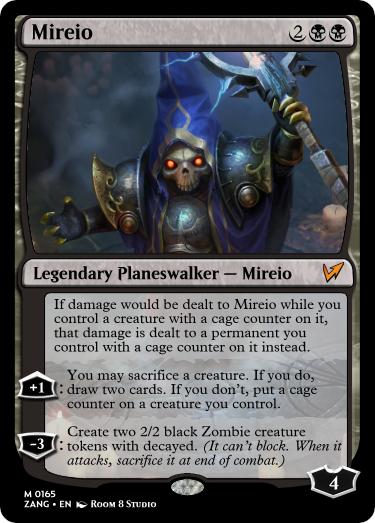 Mireio 2
Legendary Planeswalker — Mireio
If damage would be dealt to Mireio while you
control a creature with a cage counter on it,
that damage is dealt to a permanent you
control with a cage counter on it instead.
+1: You may sacrifice a creature. If you do,
draw two cards. If you don't, put a cage
counter on a creature you control.
-3: Create two 2/2 black Zombie creature
tokens with decayed. (It can't block. When it
attacks, sacrifice it at end of combat.)
4
M 0165
ZANG • EN Room 8 Studio